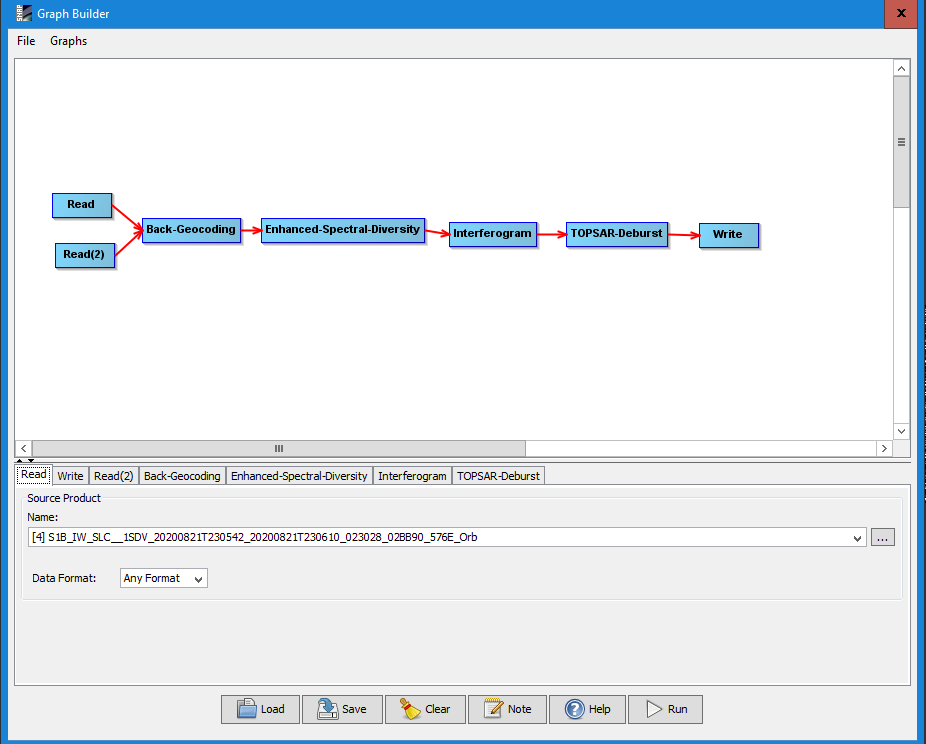 SNAP
Graph Builder
x
File Graphs
Read
Read(2)
Back-Geocoding
Enhanced-Spectral-Diversity
Interferogram
TOPSAR-Deburst
Write
Read Write Read(2) Back-Geocoding Enhanced-Spectral-Diversity Interferogram TOPSAR-Deburst
Source Product
Name:
[4] S1B_IW_SLC__1SDV_20200821T230542_20200821T230610_023028_02BB90_576E_Orb
...
Data Format: Any Format
Load Save Clear Note Help Run